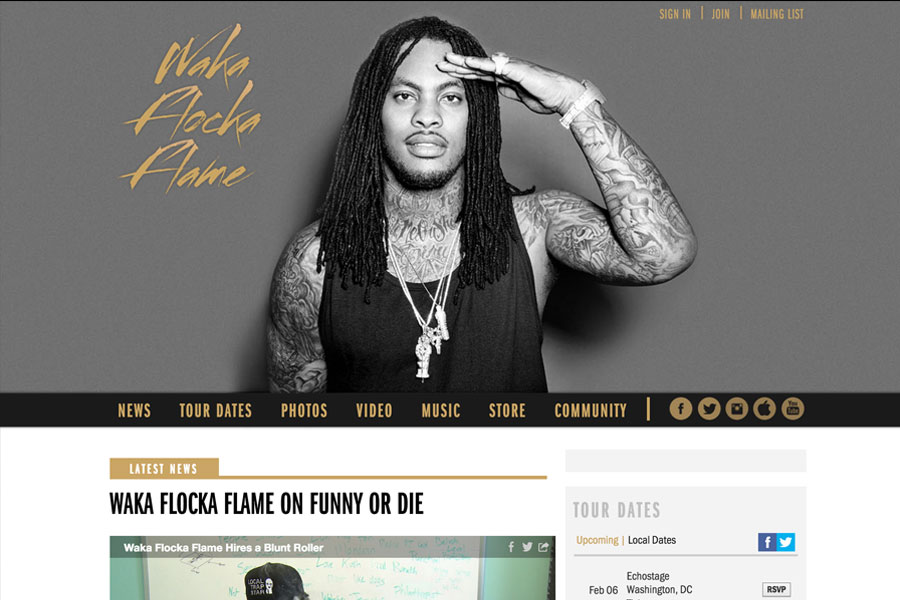 SIGN IN | JOIN | MAILING LIST
Waka
Flocka
Flame
NEWS TOUR DATES PHOTOS VIDEO MUSIC STORE COMMUNITY
You Tube
LATEST NEWS
WAKA FLOCKA FLAME ON FUNNY OR DIE
Waka Flocka Flame Hires a Blunt Roller
LOCAL
TRAP
STAR
TOUR DATES
Upcoming | Local Dates
Echostage
Feb 06 Washington, DC RSVP